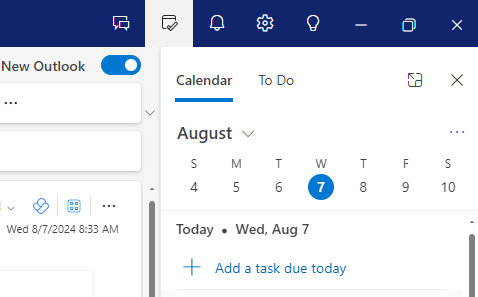 New Outlook
Calendar To Do
August
S M T W T F S
4 5 6 7 8 9 10
Wed 8/7/2024 8:33 AM
Today • Wed, Aug 7
Add a task due today